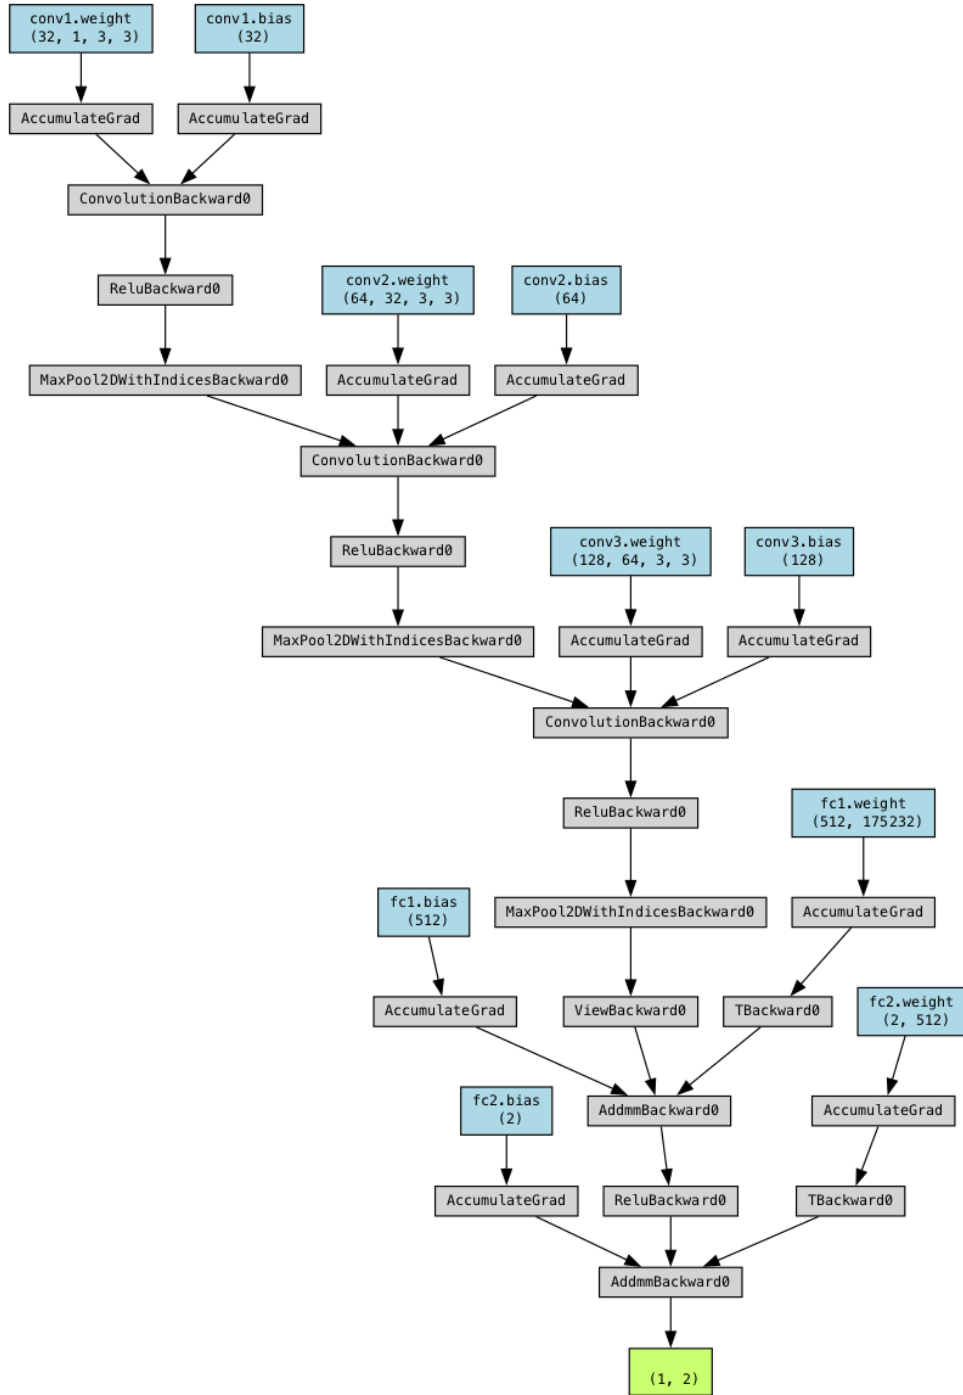 conv1.weight
(32, 1, 3, 3)
conv1.bias
(32)
AccumulateGrad
AccumulateGrad
ConvolutionBackward0
ReluBackward0
conv2.weight
(64, 32, 3, 3)
conv2.bias
(64)
MaxPool2DWithIndicesBackward0
AccumulateGrad
AccumulateGrad
ConvolutionBackward0
ReluBackward0
conv3.weight
(128, 64, 3, 3)
conv3.bias
(128)
MaxPool2DWithIndicesBackward0
AccumulateGrad
AccumulateGrad
ConvolutionBackward0
ReluBackward0
fc1.weight
(512, 175232)
fc1.bias
(512)
MaxPool2DWithIndicesBackward0
AccumulateGrad
AccumulateGrad
ViewBackward0
TBackward0
fc2.weight
(2, 512)
fc2.bias
(2)
AddmmBackward0
AccumulateGrad
AccumulateGrad
ReluBackward0
TBackward0
AddmmBackward0
(1, 2)